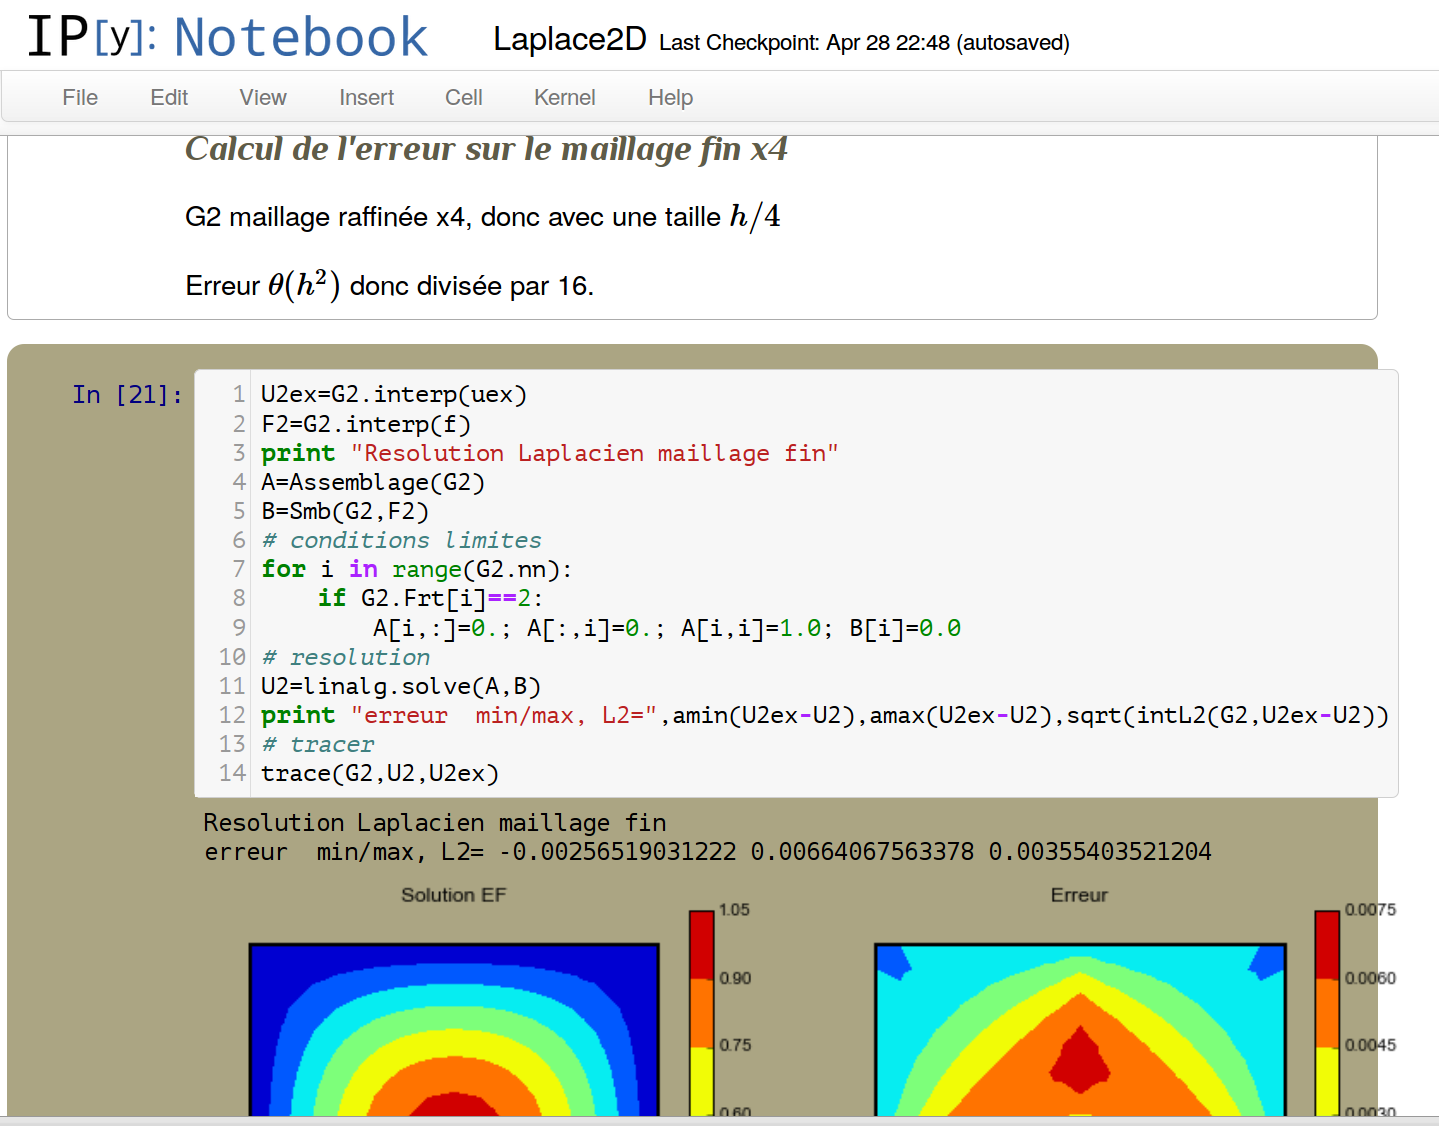 IP[y]: Notebook Laplace2D Last Checkpoint: Apr 28 22:48 (autosaved)
File Edit View Insert Cell Kernel Help
Calcul de l'erreur sur le maillage fin x4
G2 maillage raffinée x4, donc avec une taille h/4
Erreur θ(h²) donc divisée par 16.
In [21]:
1 U2ex=G2.interp(uex)
2 F2=G2.interp(f)
3 print "Resolution Laplacien maillage fin"
4 A=Assemblage(G2)
5 B=Smb(G2,F2)
6 # conditions limites
7 for i in range(G2.nn):
8     if G2.Frt[i]==2:
9         A[i,:]=0.; A[:,i]=0.; A[i,i]=1.0; B[i]=0.0
10 # resolution
11 U2=linalg.solve(A,B)
12 print "erreur  min/max, L2=",amin(U2ex-U2),amax(U2ex-U2),sqrt(intL2(G2,U2ex-U2))
13 # tracer
14 trace(G2,U2,U2ex)
Resolution Laplacien maillage fin
erreur  min/max, L2= -0.00256519031222 0.00664067563378 0.00355403521204
Solution EF
1.05
0.90
0.75
0.60
Erreur
0.0075
0.0060
0.0045
0.0030